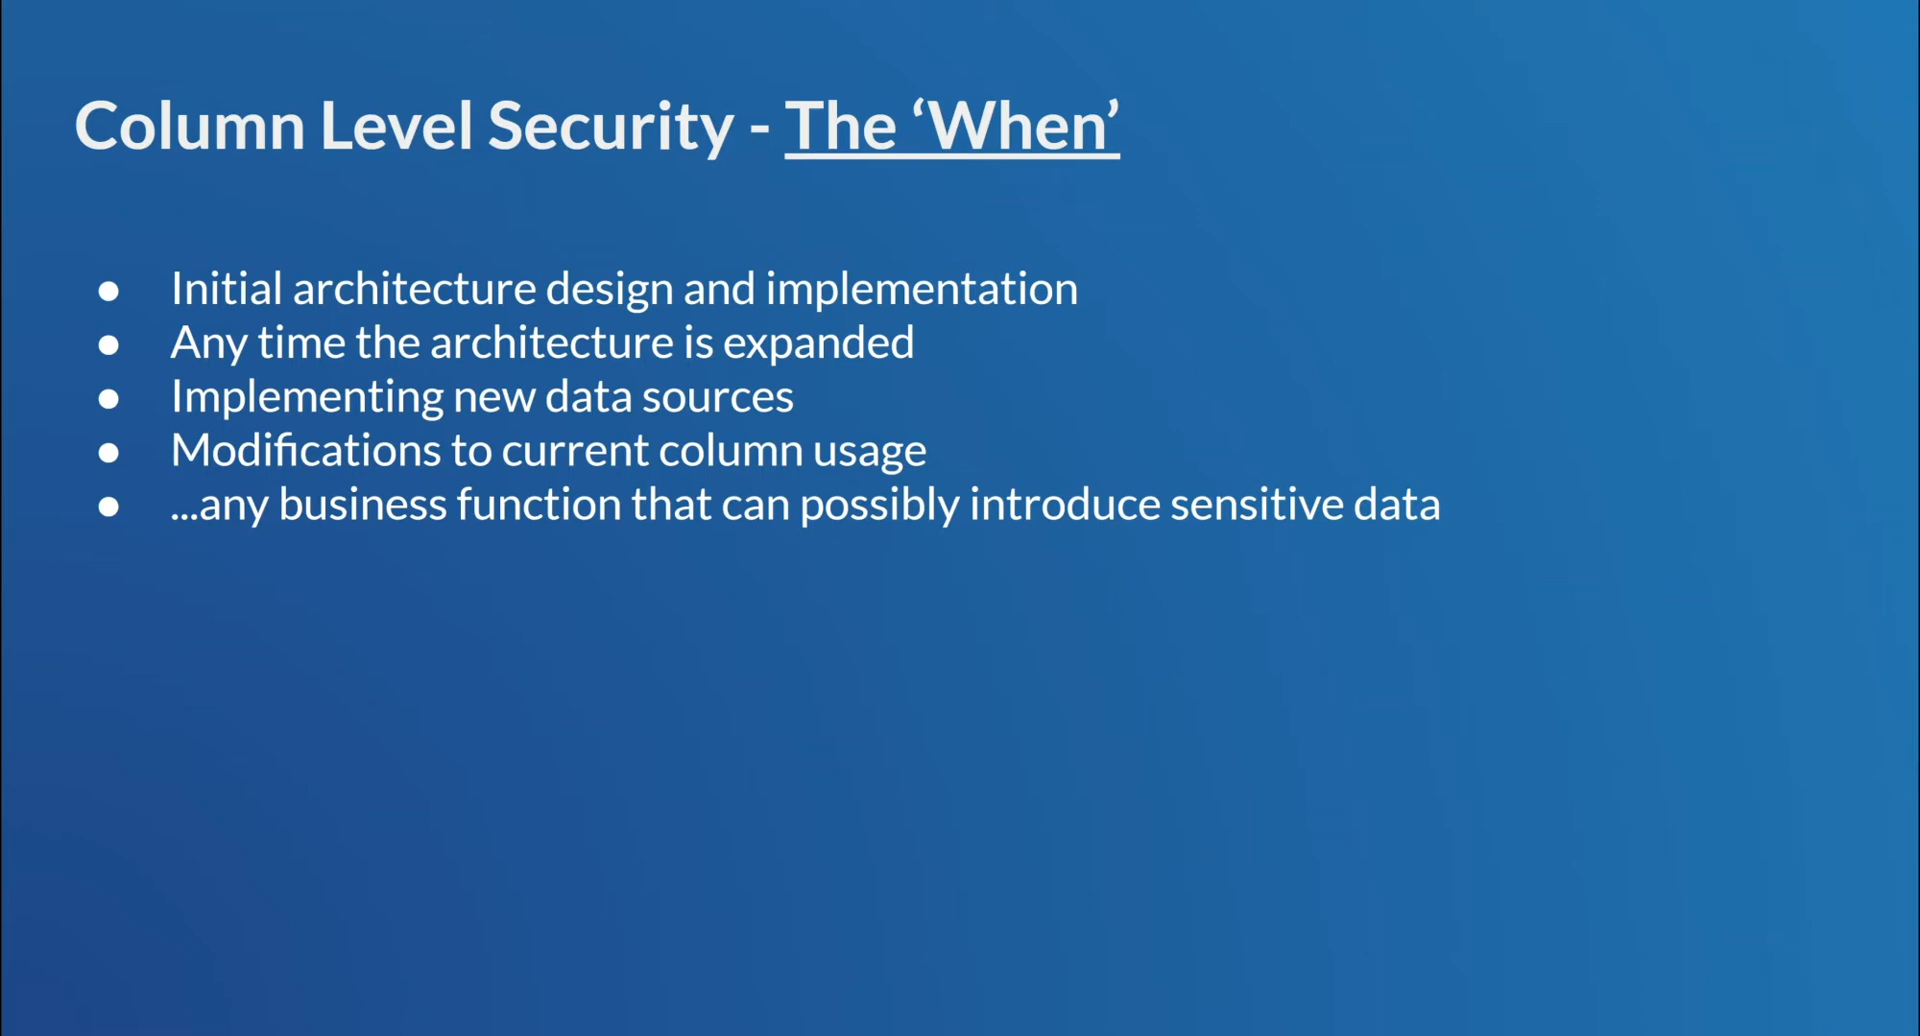 Column Level Security - The ‘When’
● Initial architecture design and implementation
● Any time the architecture is expanded
● Implementing new data sources
● Modifications to current column usage
● ...any business function that can possibly introduce sensitive data